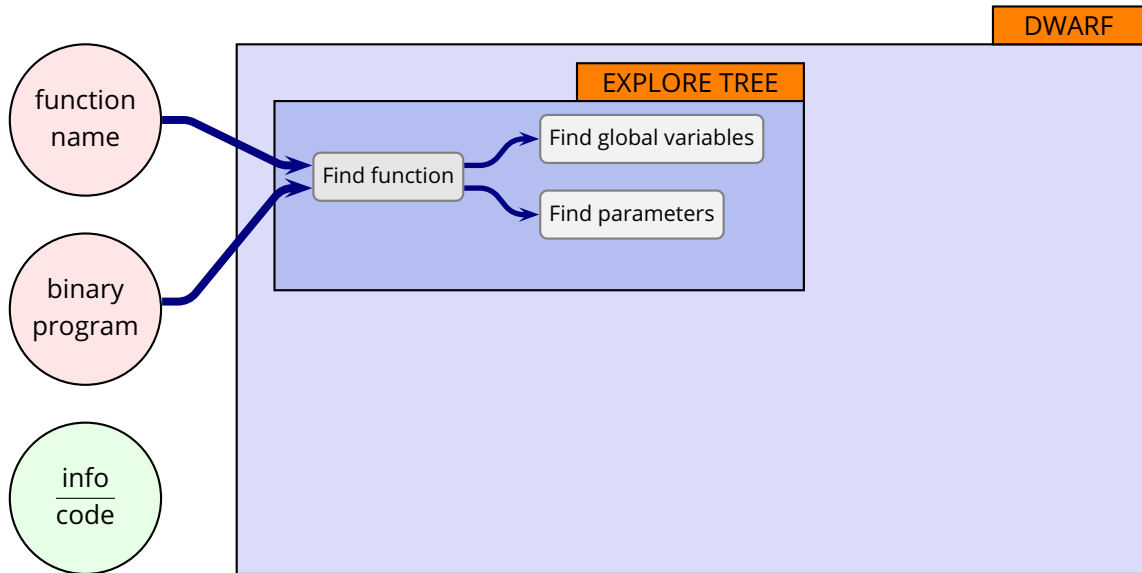 DWARF
EXPLORE TREE
function
name
Find global variables
Find function
Find parameters
binary
program
info
code